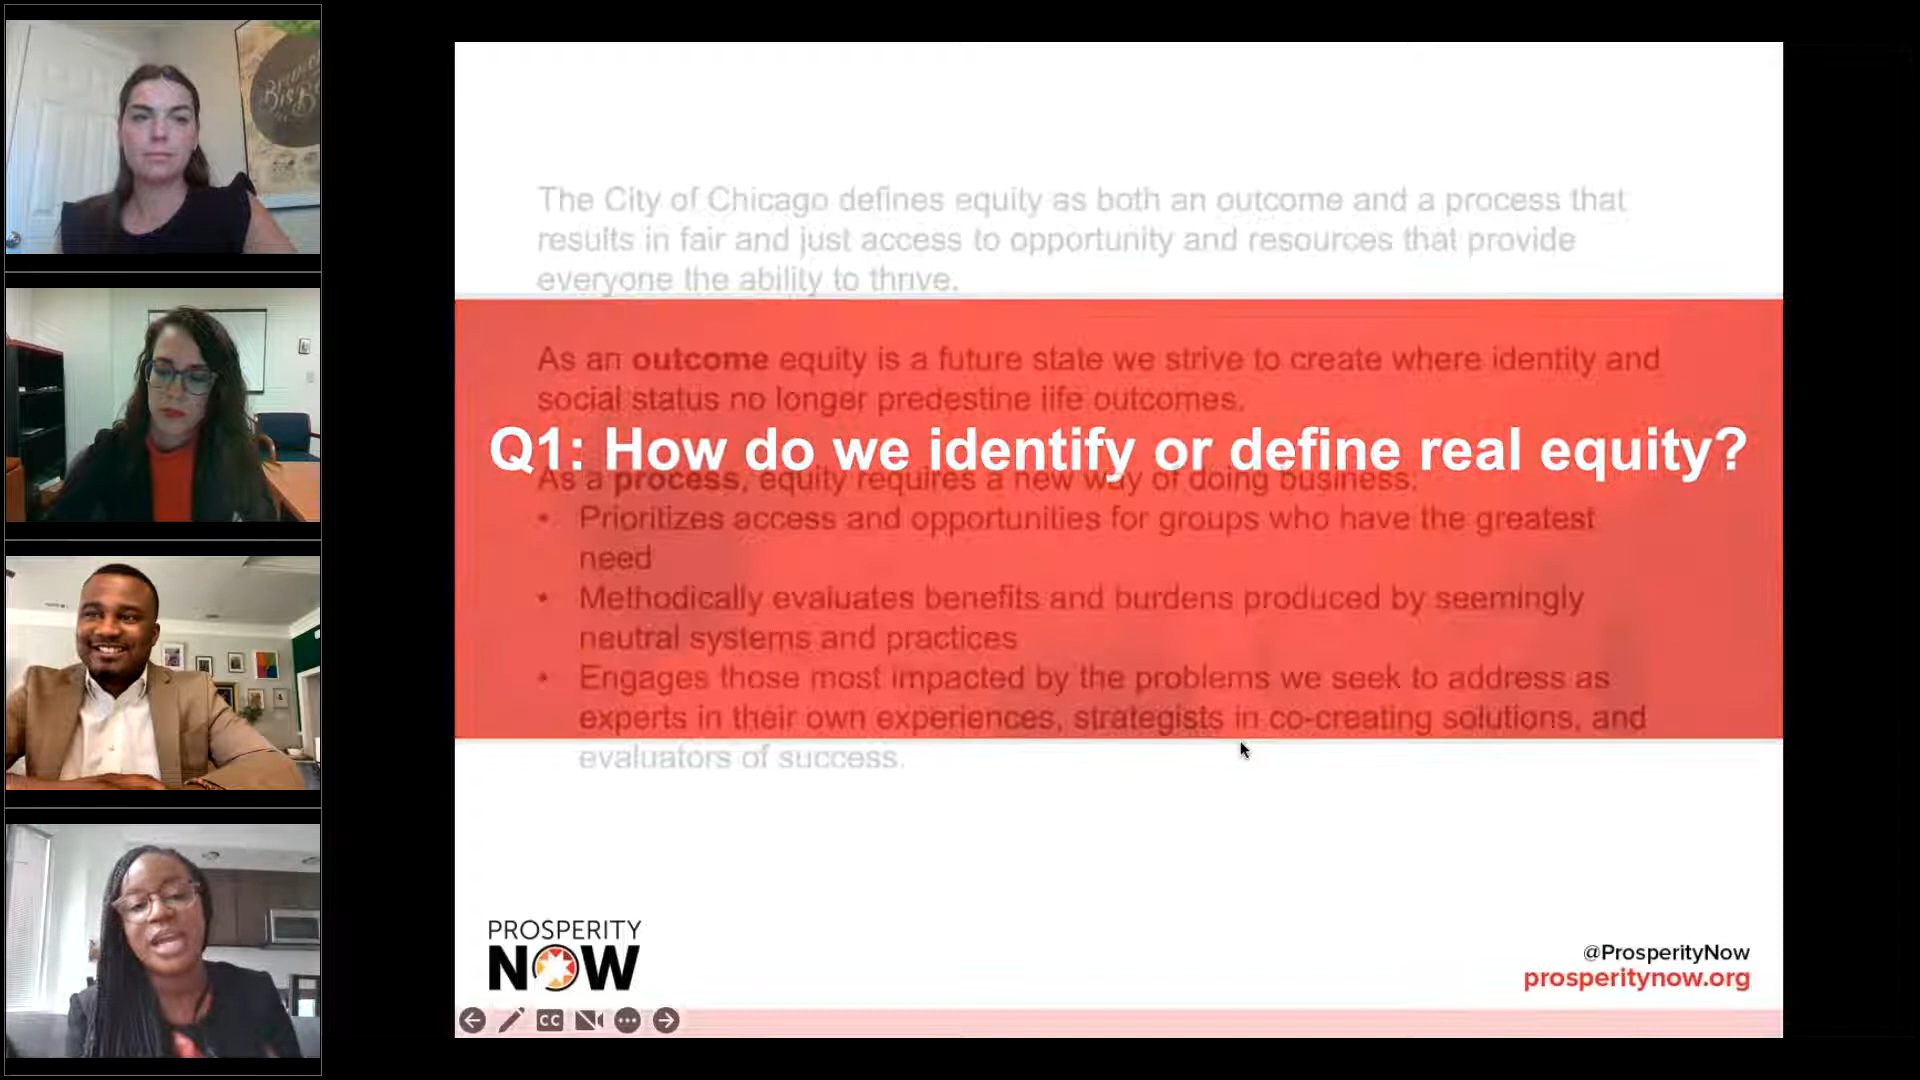 The City of Chicago defines equity as both an outcome and a process that
results in fair and just access to opportunity and resources that provide
everyone the ability to thrive.
As an outcome equity is a future state we strive to create where identity and
social status no longer predestine life outcomes.
Q1: How do we identify or define real equity?
As a process, equity requires a new way of doing business:
• Prioritizes access and opportunities for groups who have the greatest
need
• Methodically evaluates benefits and burdens produced by seemingly
neutral systems and practices
• Engages those most impacted by the problems we seek to address as
experts in their own experiences, strategists in co-creating solutions, and
evaluators of success.
PROSPERITY
NOW
@ProsperityNow
prosperitynow.org
CC